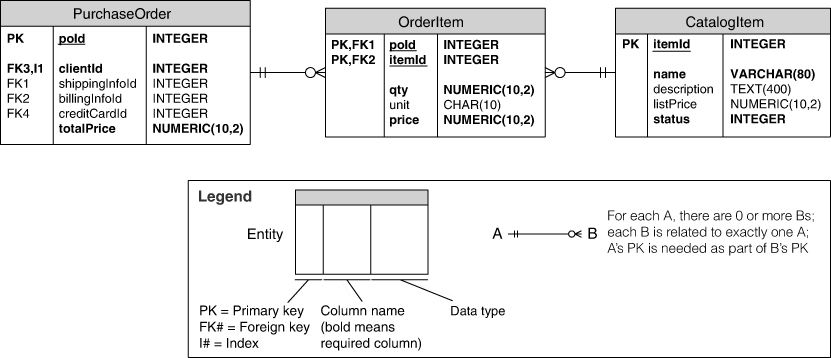 PurchaseOrder
PK poId INTEGER
FK3,I1 clientId INTEGER
FK1 shippingInfoId INTEGER
FK2 billingInfoId INTEGER
FK4 creditCardId INTEGER
totalPrice NUMERIC(10,2)
OrderItem
PK,FK1 poId INTEGER
PK,FK2 itemId INTEGER
qty NUMERIC(10,2)
unit CHAR(10)
price NUMERIC(10,2)
CatalogItem
PK itemId INTEGER
name VARCHAR(80)
description TEXT(400)
listPrice NUMERIC(10,2)
status INTEGER
Legend
Entity
PK = Primary key
FK# = Foreign key
I# = Index
Column name
(bold means
required column)
Data type
A B
For each A, there are 0 or more Bs;
each B is related to exactly one A;
A's PK is needed as part of B's PK